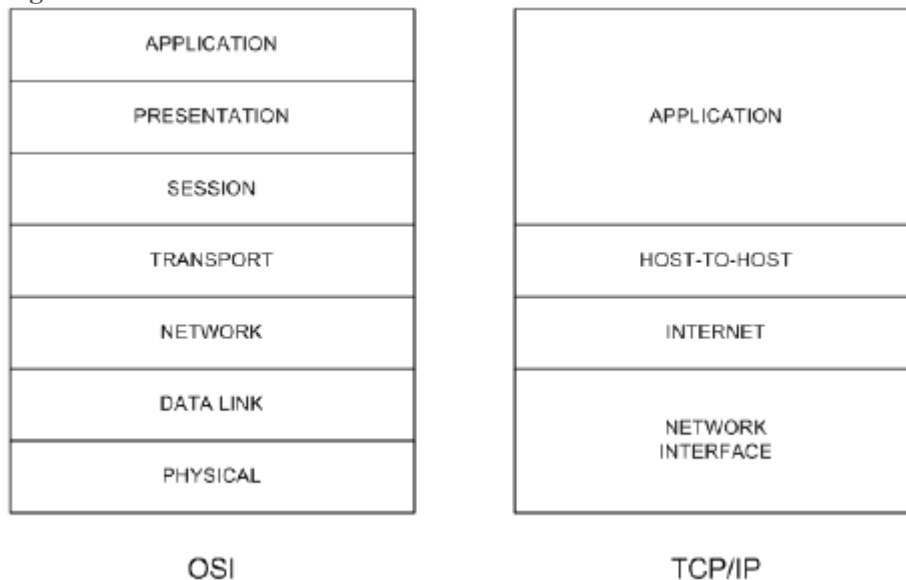 APPLICATION
PRESENTATION
SESSION
TRANSPORT
NETWORK
DATA LINK
PHYSICAL
OSI
APPLICATION
HOST-TO-HOST
INTERNET
NETWORK
INTERFACE
TCP/IP